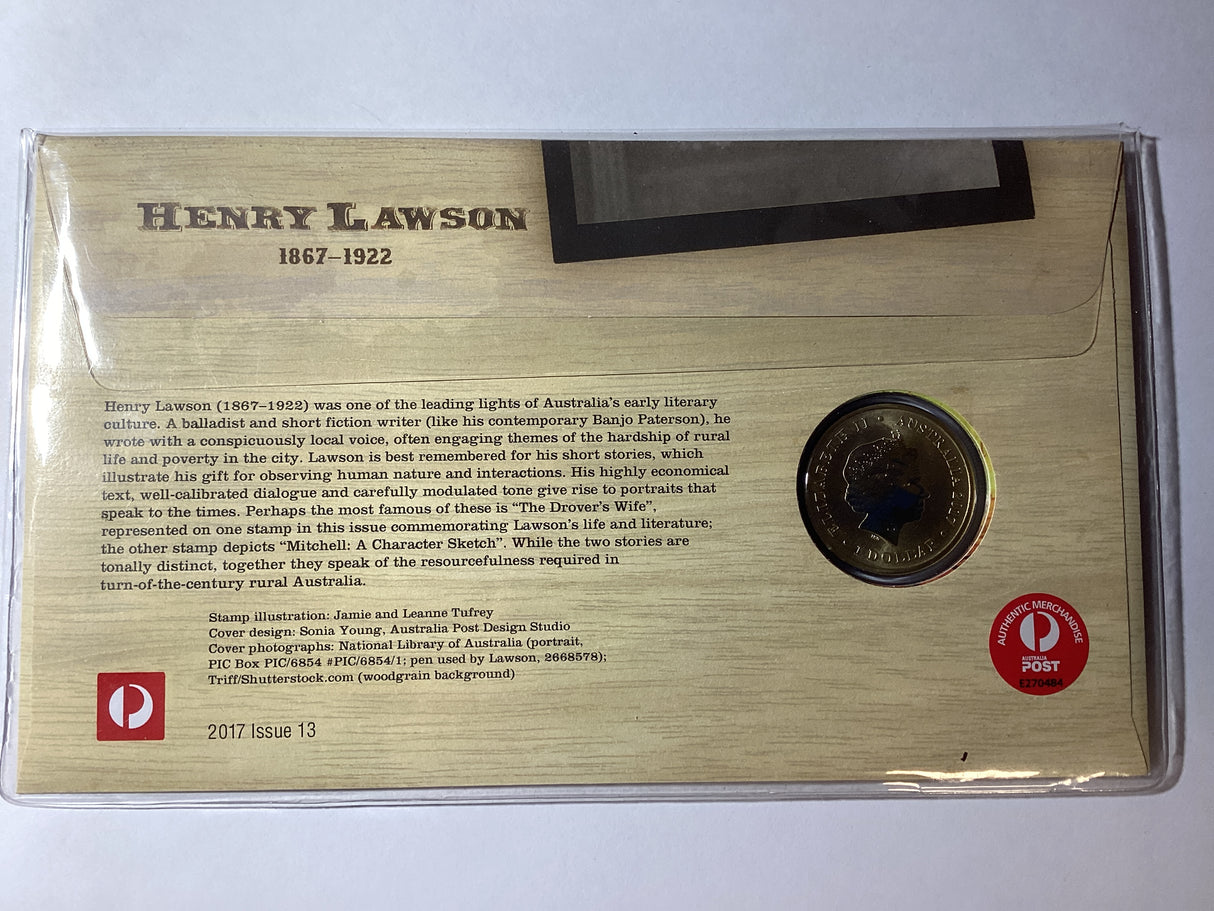 HENRY LAWSON
1867–1922
Henry Lawson (1867–1922) was one of the leading lights of Australia's early literary
culture. A balladist and short fiction writer (like his contemporary Banjo Paterson), he
wrote with a conspicuously local voice, often engaging themes of the hardship of rural
life and poverty in the city. Lawson is best remembered for his short stories, which
illustrate his gift for observing human nature and interactions. His highly economical
text, well-calibrated dialogue and carefully modulated tone give rise to portraits that
speak to the times. Perhaps the most famous of these is “The Drover's Wife”,
represented on one stamp in this issue commemorating Lawson's life and literature;
the other stamp depicts “Mitchell: A Character Sketch”. While the two stories are
tonally distinct, together they speak of the resourcefulness required in
turn-of-the-century rural Australia.
Stamp illustration: Jamie and Leanne Tufrey
Cover design: Sonia Young, Australia Post Design Studio
Cover photographs: National Library of Australia (portrait,
PIC Box PIC/6854 #PIC/6854/1; pen used by Lawson, 2668578);
Triff/Shutterstock.com (woodgrain background)
2017 Issue 13
ELIZABETH II • AUSTRALIA 2017
• 1 DOLLAR •
AUTHENTIC MERCHANDISE
AUSTRALIA
POST
E270484